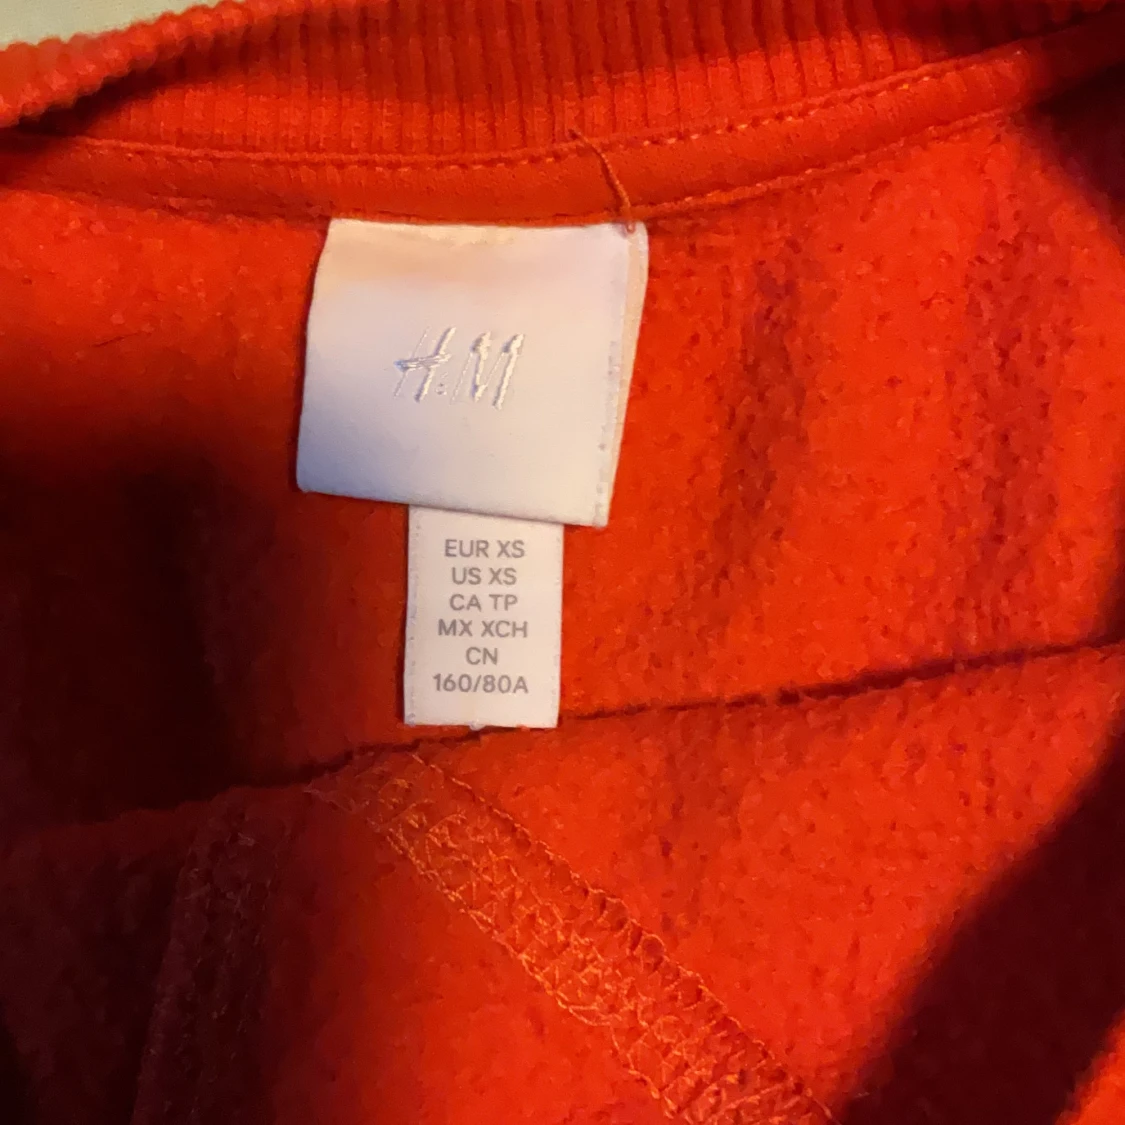 H&M
EUR XS
US XS
CA TP
MX XCH
CN
160/80A